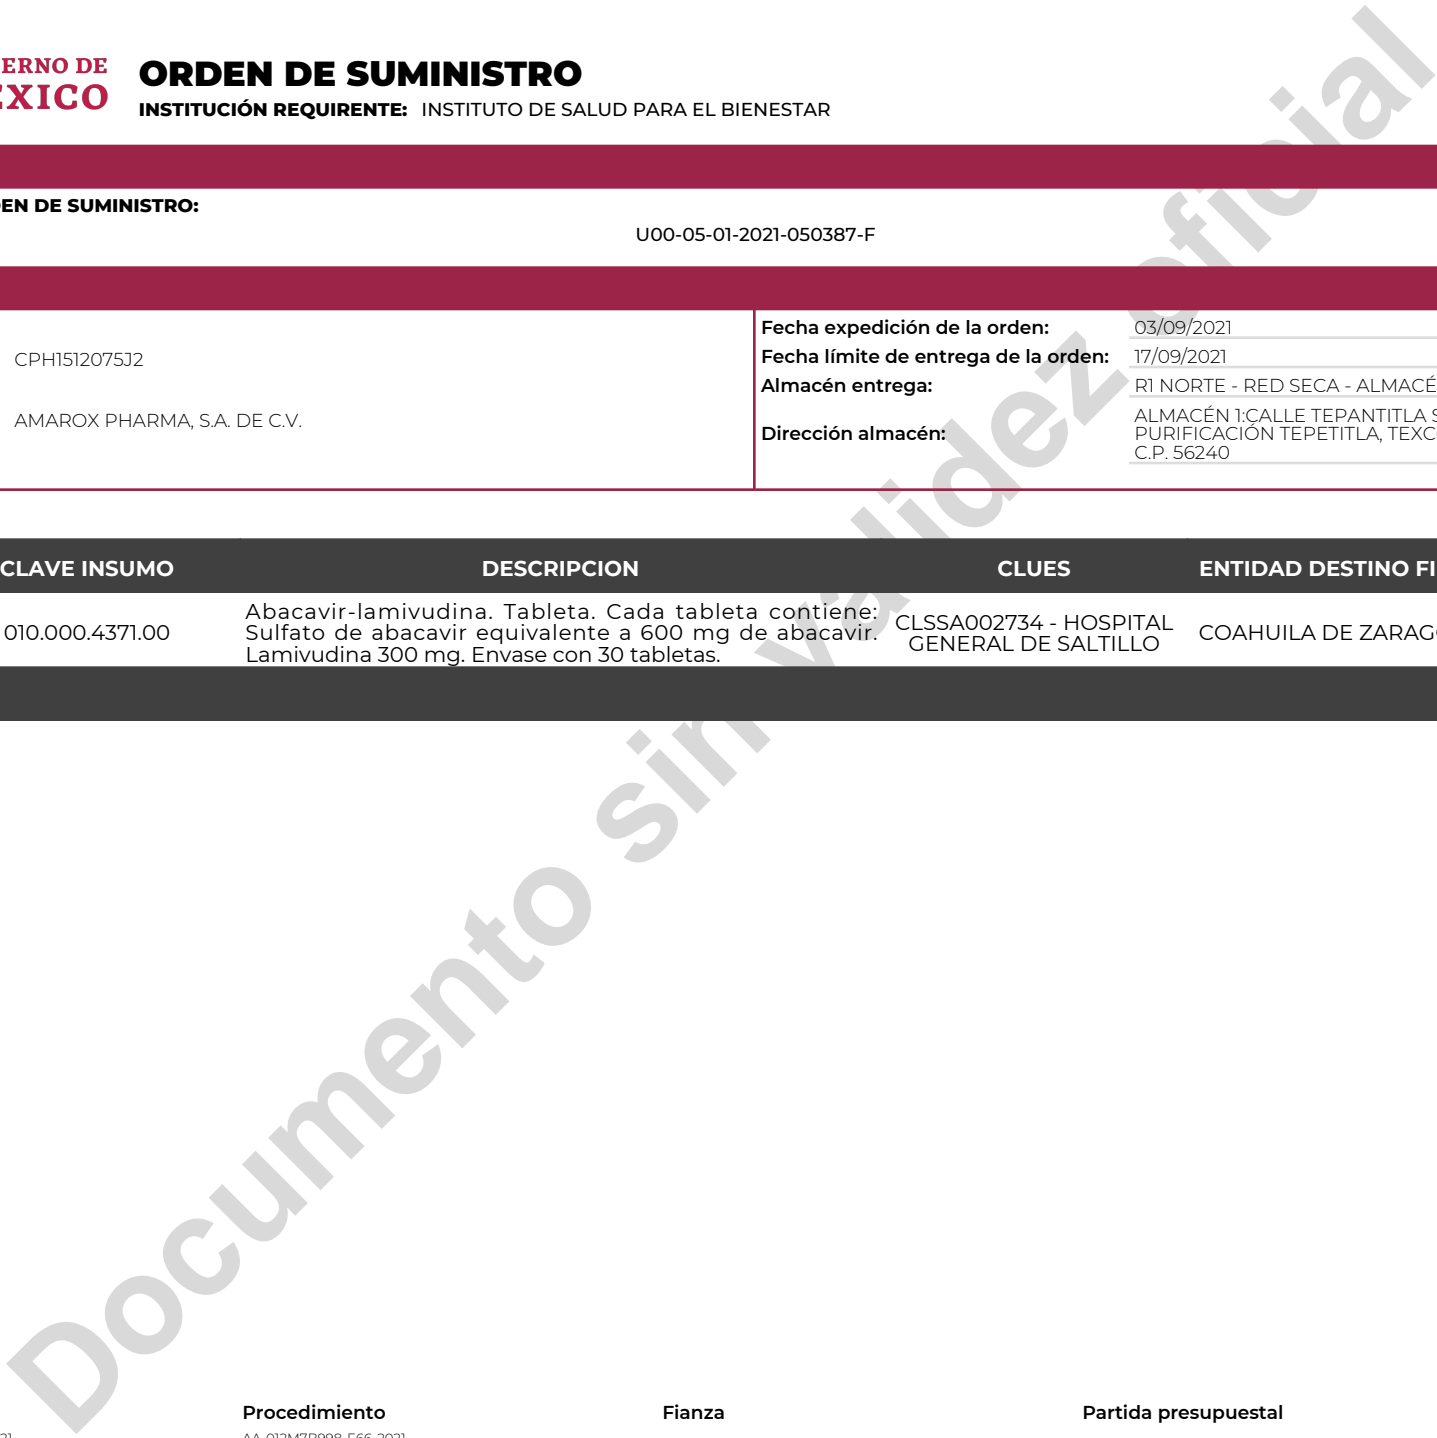 ERNO DE
ORDEN DE SUMINISTRO
EXICO
INSTITUCIÓN REQUIRENTE: INSTITUTO DE SALUD PARA EL BIENESTAR
EN DE SUMINISTRO:
U00-05-01-2021-050387-F
CPH1512075J2
AMAROX PHARMA, S.A. DE C.V.
Fecha expedición de la orden: 03/09/2021
Fecha límite de entrega de la orden: 17/09/2021
Almacén entrega: R1 NORTE - RED SECA - ALMACÉ
Dirección almacén:
ALMACÉN 1:CALLE TEPANTITLA S
PURIFICACIÓN TEPETITLA, TEXC
C.P. 56240
CLAVE INSUMO DESCRIPCION CLUES ENTIDAD DESTINO FI
010.000.4371.00
Abacavir-lamivudina. Tableta. Cada tableta contiene:
Sulfato de abacavir equivalente a 600 mg de abacavir.
Lamivudina 300 mg. Envase con 30 tabletas.
CLSSA002734 - HOSPITAL
GENERAL DE SALTILLO
COAHUILA DE ZARAG
Documento sin validez oficial
Procedimiento Fianza Partida presupuestal